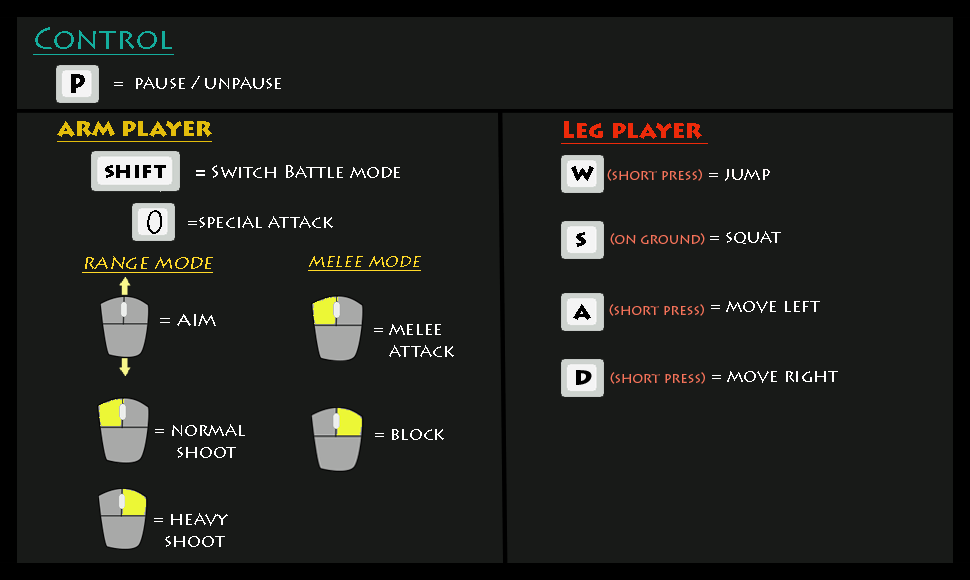 CONTROL
P = PAUSE / UNPAUSE
ARM PLAYER
SHIFT = SWITCH BATTLE MODE
0 =SPECIAL ATTACK
RANGE MODE
= AIM
= NORMAL
SHOOT
= HEAVY
SHOOT
MELEE MODE
= MELEE
ATTACK
= BLOCK
LEG PLAYER
W (SHORT PRESS) = JUMP
S (ON GROUND) = SQUAT
A (SHORT PRESS) = MOVE LEFT
D (SHORT PRESS) = MOVE RIGHT